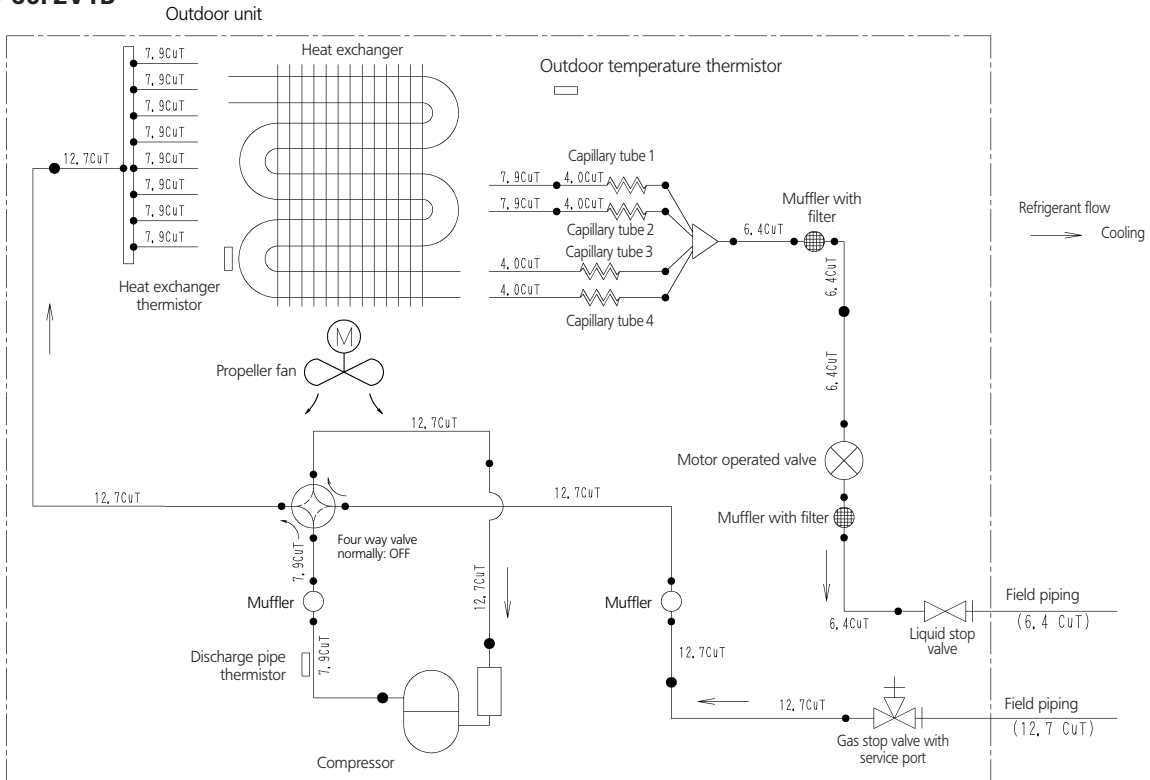 Outdoor unit
Heat exchanger
Outdoor temperature thermistor
7.9CuT
7.9CuT
7.9CuT
7.9CuT
7.9CuT
7.9CuT
7.9CuT
7.9CuT
12.7CuT
Heat exchanger
thermistor
Capillary tube 1
7.9CuT
4.0CuT
7.9CuT
4.0CuT
Capillary tube 2
Capillary tube 3
4.0CuT
4.0CuT
Capillary tube 4
6.4CuT
Muffler with
filter
Refrigerant flow
Cooling
6.4CuT
6.4CuT
M
Propeller fan
12.7CuT
Motor operated valve
12.7CuT
12.7CuT
Muffler with filter
Four way valve
normally: OFF
7.9CuT
12.7CuT
Muffler
Muffler
Field piping
(6.4 CuT)
6.4CuT
Liquid stop
valve
Discharge pipe
thermistor
7.9CuT
12.7CuT
12.7CuT
Field piping
(12.7 CuT)
Gas stop valve with
service port
Compressor